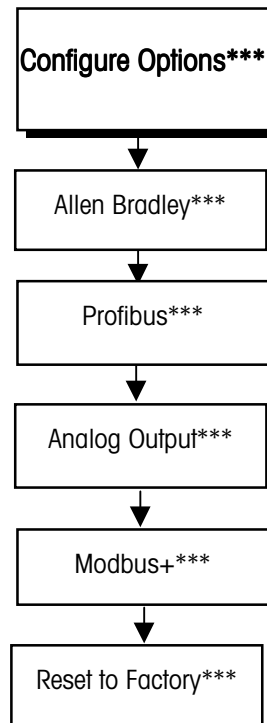 Configure Options***
Allen Bradley***
Profibus***
Analog Output***
Modbus+***
Reset to Factory***